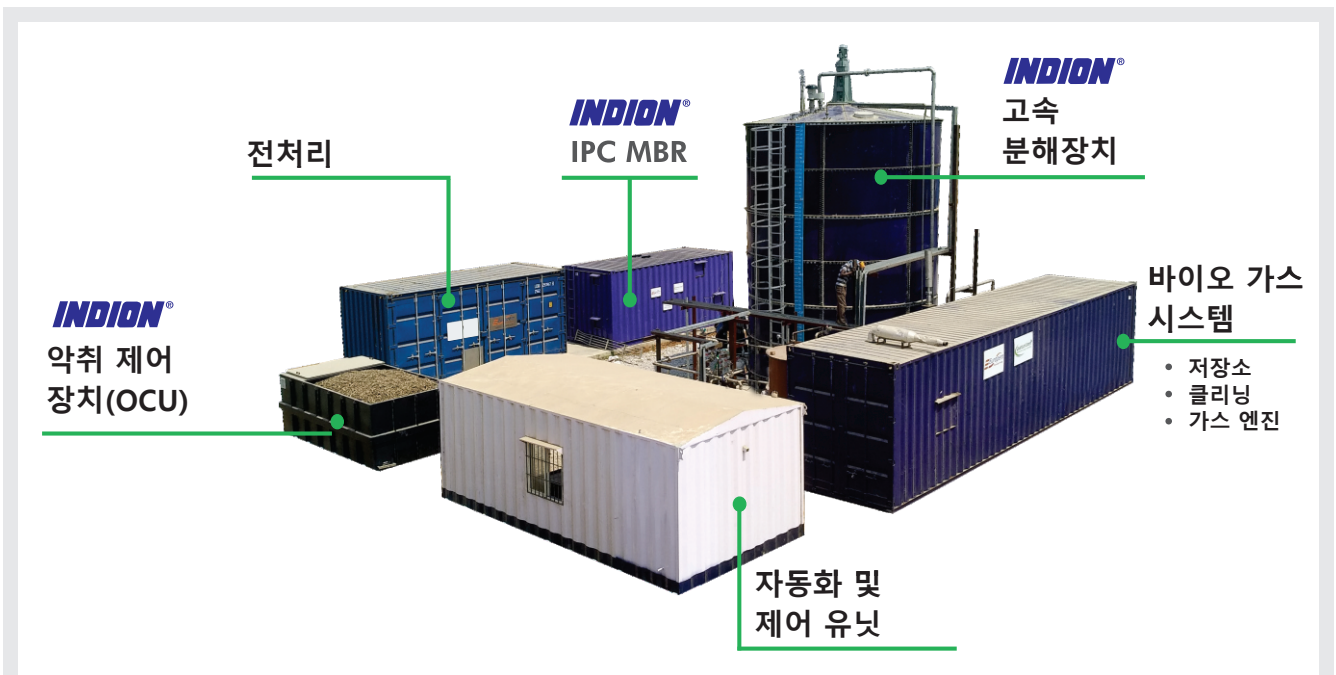 전처리
INDION®
IPC MBR
INDION®
고속
분해장치
INDION®
악취 제어
장치(OCU)
바이오 가스
시스템
• 저장소
• 클리닝
• 가스 엔진
자동화 및
제어 유닛